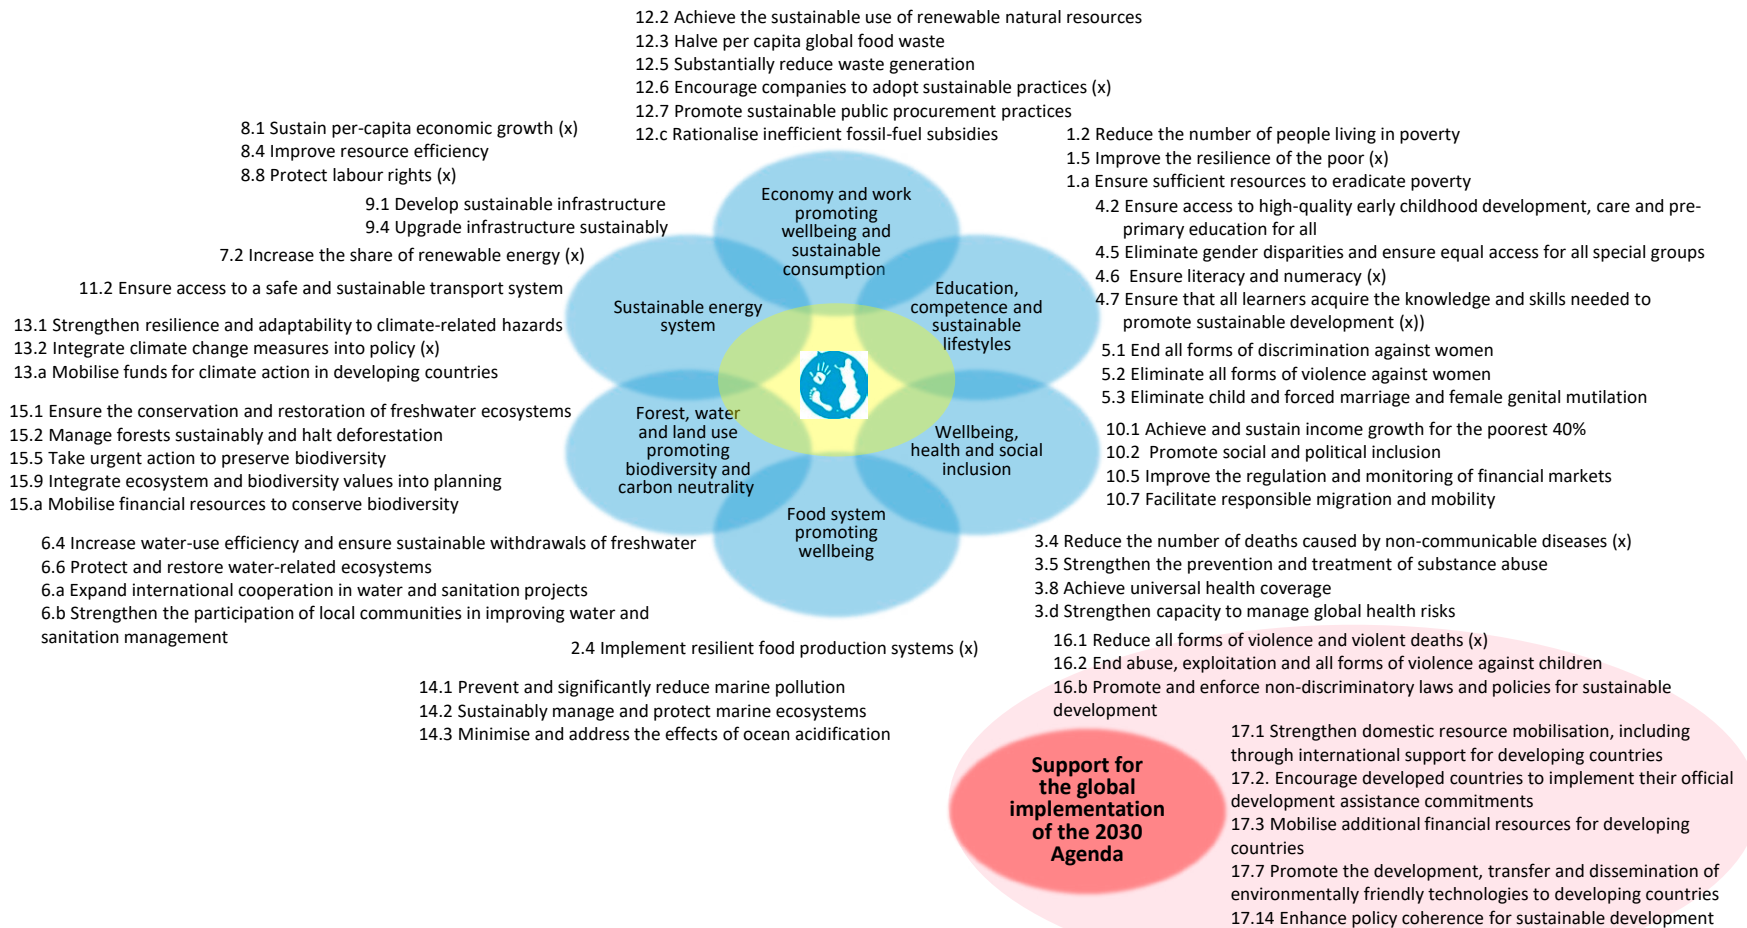 12.2 Achieve the sustainable use of renewable natural resources
12.3 Halve per capita global food waste
12.5 Substantially reduce waste generation
12.6 Encourage companies to adopt sustainable practices (x)
12.7 Promote sustainable public procurement practices
12.c Rationalise inefficient fossil-fuel subsidies
8.1 Sustain per-capita economic growth (x)
8.4 Improve resource efficiency
8.8 Protect labour rights (x)
9.1 Develop sustainable infrastructure
9.4 Upgrade infrastructure sustainably
7.2 Increase the share of renewable energy (x)
11.2 Ensure access to a safe and sustainable transport system
13.1 Strengthen resilience and adaptability to climate-related hazards
13.2 Integrate climate change measures into policy (x)
13.a Mobilise funds for climate action in developing countries
15.1 Ensure the conservation and restoration of freshwater ecosystems
15.2 Manage forests sustainably and halt deforestation
15.5 Take urgent action to preserve biodiversity
15.9 Integrate ecosystem and biodiversity values into planning
15.a Mobilise financial resources to conserve biodiversity
6.4 Increase water-use efficiency and ensure sustainable withdrawals of freshwater
6.6 Protect and restore water-related ecosystems
6.a Expand international cooperation in water and sanitation projects
6.b Strengthen the participation of local communities in improving water and
sanitation management
2.4 Implement resilient food production systems (x)
14.1 Prevent and significantly reduce marine pollution
14.2 Sustainably manage and protect marine ecosystems
14.3 Minimise and address the effects of ocean acidification
Economy and work
promoting
wellbeing and
sustainable
consumption
Sustainable energy
system
Education,
competence and
sustainable
lifestyles
Forest, water
and land use
promoting
biodiversity and
carbon neutrality
Wellbeing,
health and social
inclusion
Food system
promoting
wellbeing
1.2 Reduce the number of people living in poverty
1.5 Improve the resilience of the poor (x)
1.a Ensure sufficient resources to eradicate poverty
4.2 Ensure access to high-quality early childhood development, care and pre-
primary education for all
4.5 Eliminate gender disparities and ensure equal access for all special groups
4.6 Ensure literacy and numeracy (x)
4.7 Ensure that all learners acquire the knowledge and skills needed to
promote sustainable development (x))
5.1 End all forms of discrimination against women
5.2 Eliminate all forms of violence against women
5.3 Eliminate child and forced marriage and female genital mutilation
10.1 Achieve and sustain income growth for the poorest 40%
10.2 Promote social and political inclusion
10.5 Improve the regulation and monitoring of financial markets
10.7 Facilitate responsible migration and mobility
3.4 Reduce the number of deaths caused by non-communicable diseases (x)
3.5 Strengthen the prevention and treatment of substance abuse
3.8 Achieve universal health coverage
3.d Strengthen capacity to manage global health risks
16.1 Reduce all forms of violence and violent deaths (x)
16.2 End abuse, exploitation and all forms of violence against children
16.b Promote and enforce non-discriminatory laws and policies for sustainable
development
Support for
the global
implementation
of the 2030
Agenda
17.1 Strengthen domestic resource mobilisation, including
through international support for developing countries
17.2. Encourage developed countries to implement their official
development assistance commitments
17.3 Mobilise additional financial resources for developing
countries
17.7 Promote the development, transfer and dissemination of
environmentally friendly technologies to developing countries
17.14 Enhance policy coherence for sustainable development